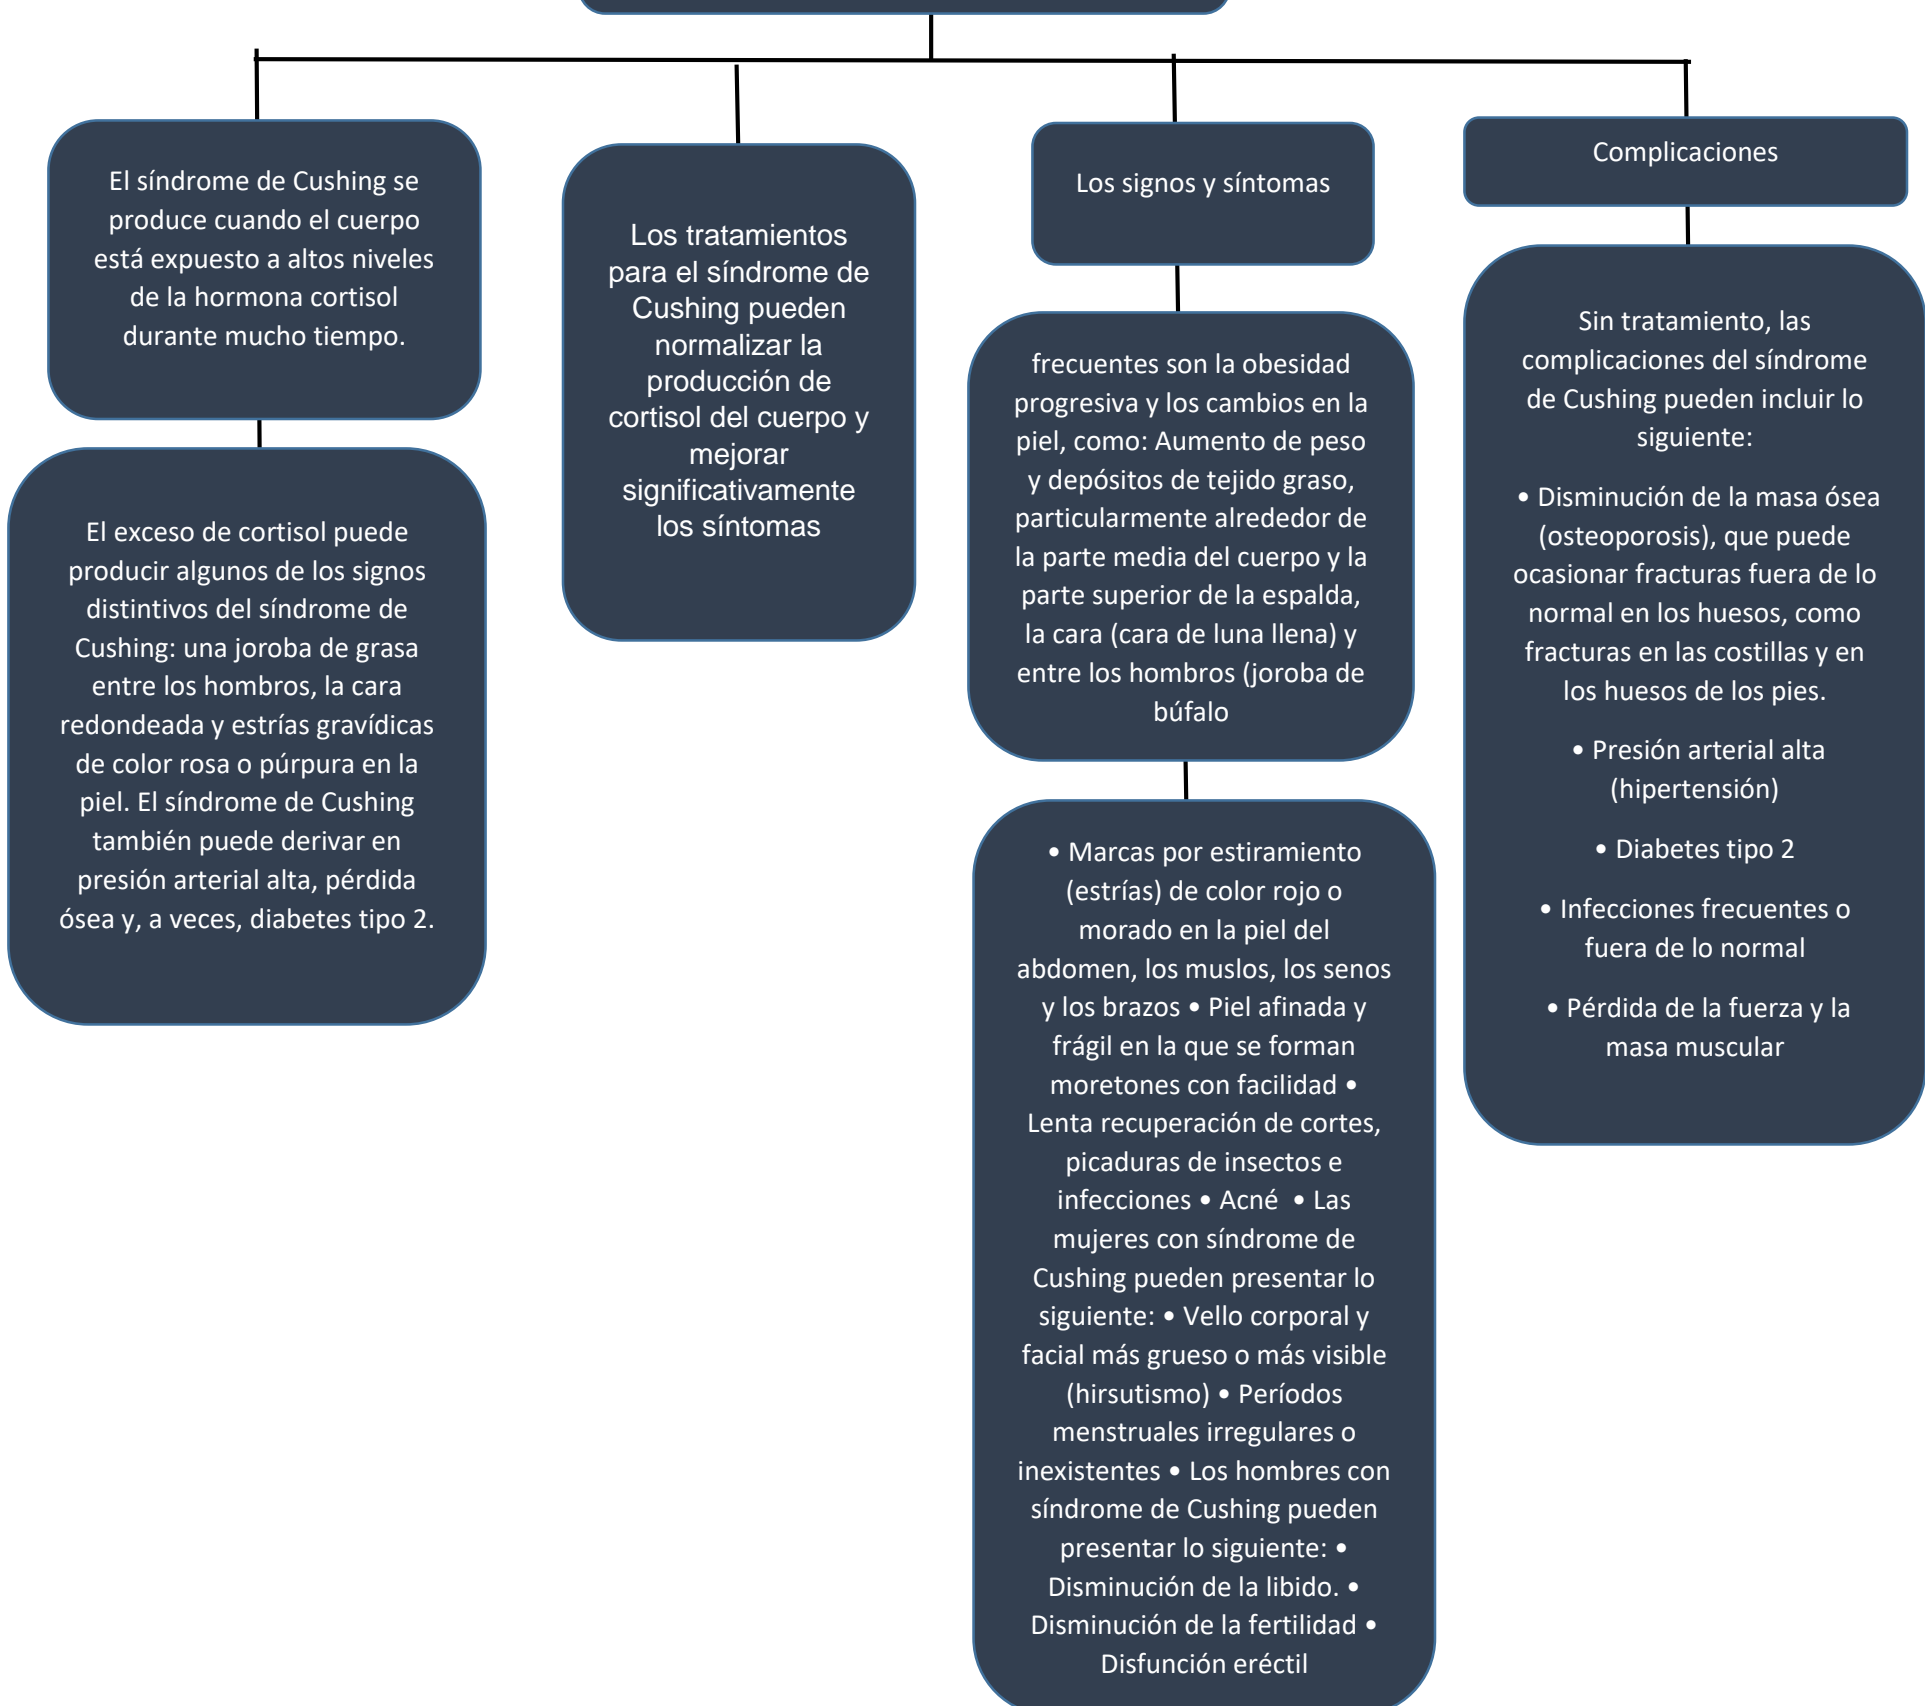 El síndrome de Cushing se
produce cuando el cuerpo
está expuesto a altos niveles
de la hormona cortisol
durante mucho tiempo.
El exceso de cortisol puede
producir algunos de los signos
distintivos del síndrome de
Cushing: una joroba de grasa
entre los hombros, la cara
redondeada y estrías gravídicas
de color rosa o púrpura en la
piel. El síndrome de Cushing
también puede derivar en
presión arterial alta, pérdida
ósea y, a veces, diabetes tipo 2.
Los tratamientos
para el síndrome de
Cushing pueden
normalizar la
producción de
cortisol del cuerpo y
mejorar
significativamente
los síntomas
Los signos y síntomas
frecuentes son la obesidad
progresiva y los cambios en la
piel, como: Aumento de peso
y depósitos de tejido graso,
particularmente alrededor de
la parte media del cuerpo y la
parte superior de la espalda,
la cara (cara de luna llena) y
entre los hombros (joroba de
búfalo
• Marcas por estiramiento
(estrías) de color rojo o
morado en la piel del
abdomen, los muslos, los senos
y los brazos • Piel afinada y
frágil en la que se forman
moretones con facilidad •
Lenta recuperación de cortes,
picaduras de insectos e
infecciones • Acné • Las
mujeres con síndrome de
Cushing pueden presentar lo
siguiente: • Vello corporal y
facial más grueso o más visible
(hirsutismo) • Períodos
menstruales irregulares o
inexistentes • Los hombres con
síndrome de Cushing pueden
presentar lo siguiente: •
Disminución de la libido. •
Disminución de la fertilidad •
Disfunción eréctil
Complicaciones
Sin tratamiento, las
complicaciones del síndrome
de Cushing pueden incluir lo
siguiente:
• Disminución de la masa ósea
(osteoporosis), que puede
ocasionar fracturas fuera de lo
normal en los huesos, como
fracturas en las costillas y en
los huesos de los pies.
• Presión arterial alta
(hipertensión)
• Diabetes tipo 2
• Infecciones frecuentes o
fuera de lo normal
• Pérdida de la fuerza y la
masa muscular